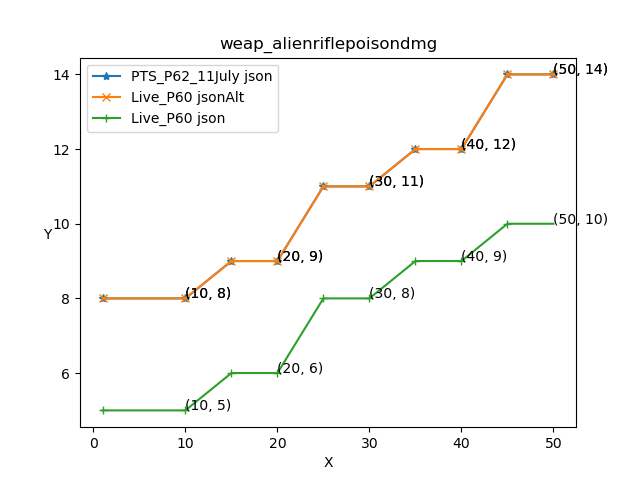 weap_alienriflepoisondmg
PTS_P62_11July json
Live_P60 jsonAlt
Live_P60 json
(50, 14)
(40, 12)
(30, 11)
(20, 9)
(10, 8)
(50, 10)
(40, 9)
(30, 8)
(20, 6)
(10, 5)
14
12
10
8
6
Y
0 10 20 30 40 50
X